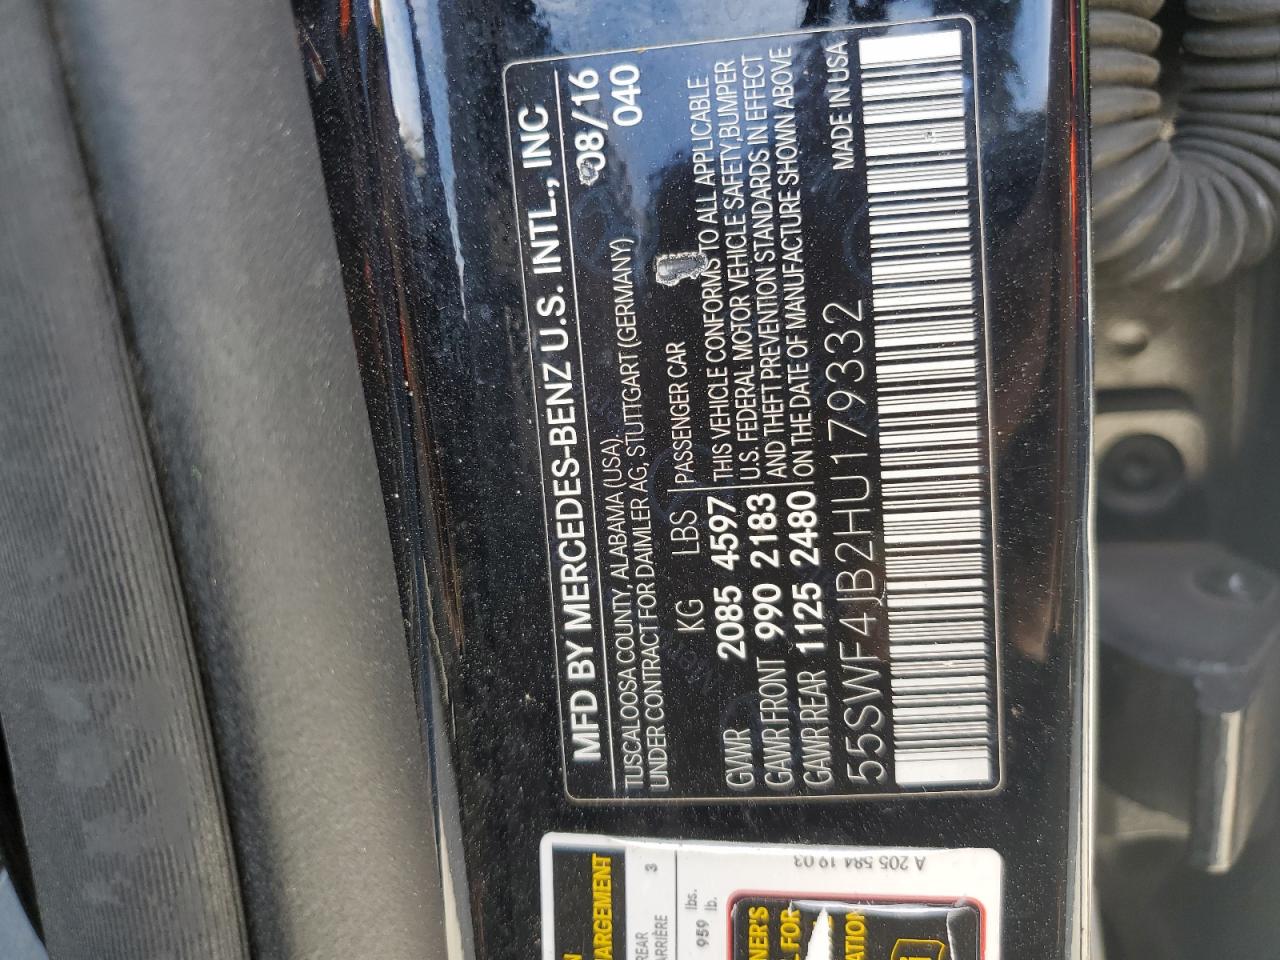 MFD BY MERCEDES-BENZ U.S. INTL., INC
TUSCALOOSA COUNTY, ALABAMA (USA), 08/16
UNDER CONTRACT FOR DAIMLER AG, STUTTGART (GERMANY) 040
KG LBS PASSENGER CAR
GVWR 2085 4597 THIS VEHICLE CONFORMS TO ALL APPLICABLE
U.S. FEDERAL MOTOR VEHICLE SAFETY,BUMPER
GAWR FRONT 990 2183 AND THEFT PREVENTION STANDARDS IN EFFECT
GAWR REAR 1125 2480 ON THE DATE OF MANUFACTURE SHOWN ABOVE
MADE IN USA
55SWF4JB2HU179332
REAR
ARRIÈRE
3
959
lbs.
lb.
A 205 584 19 03